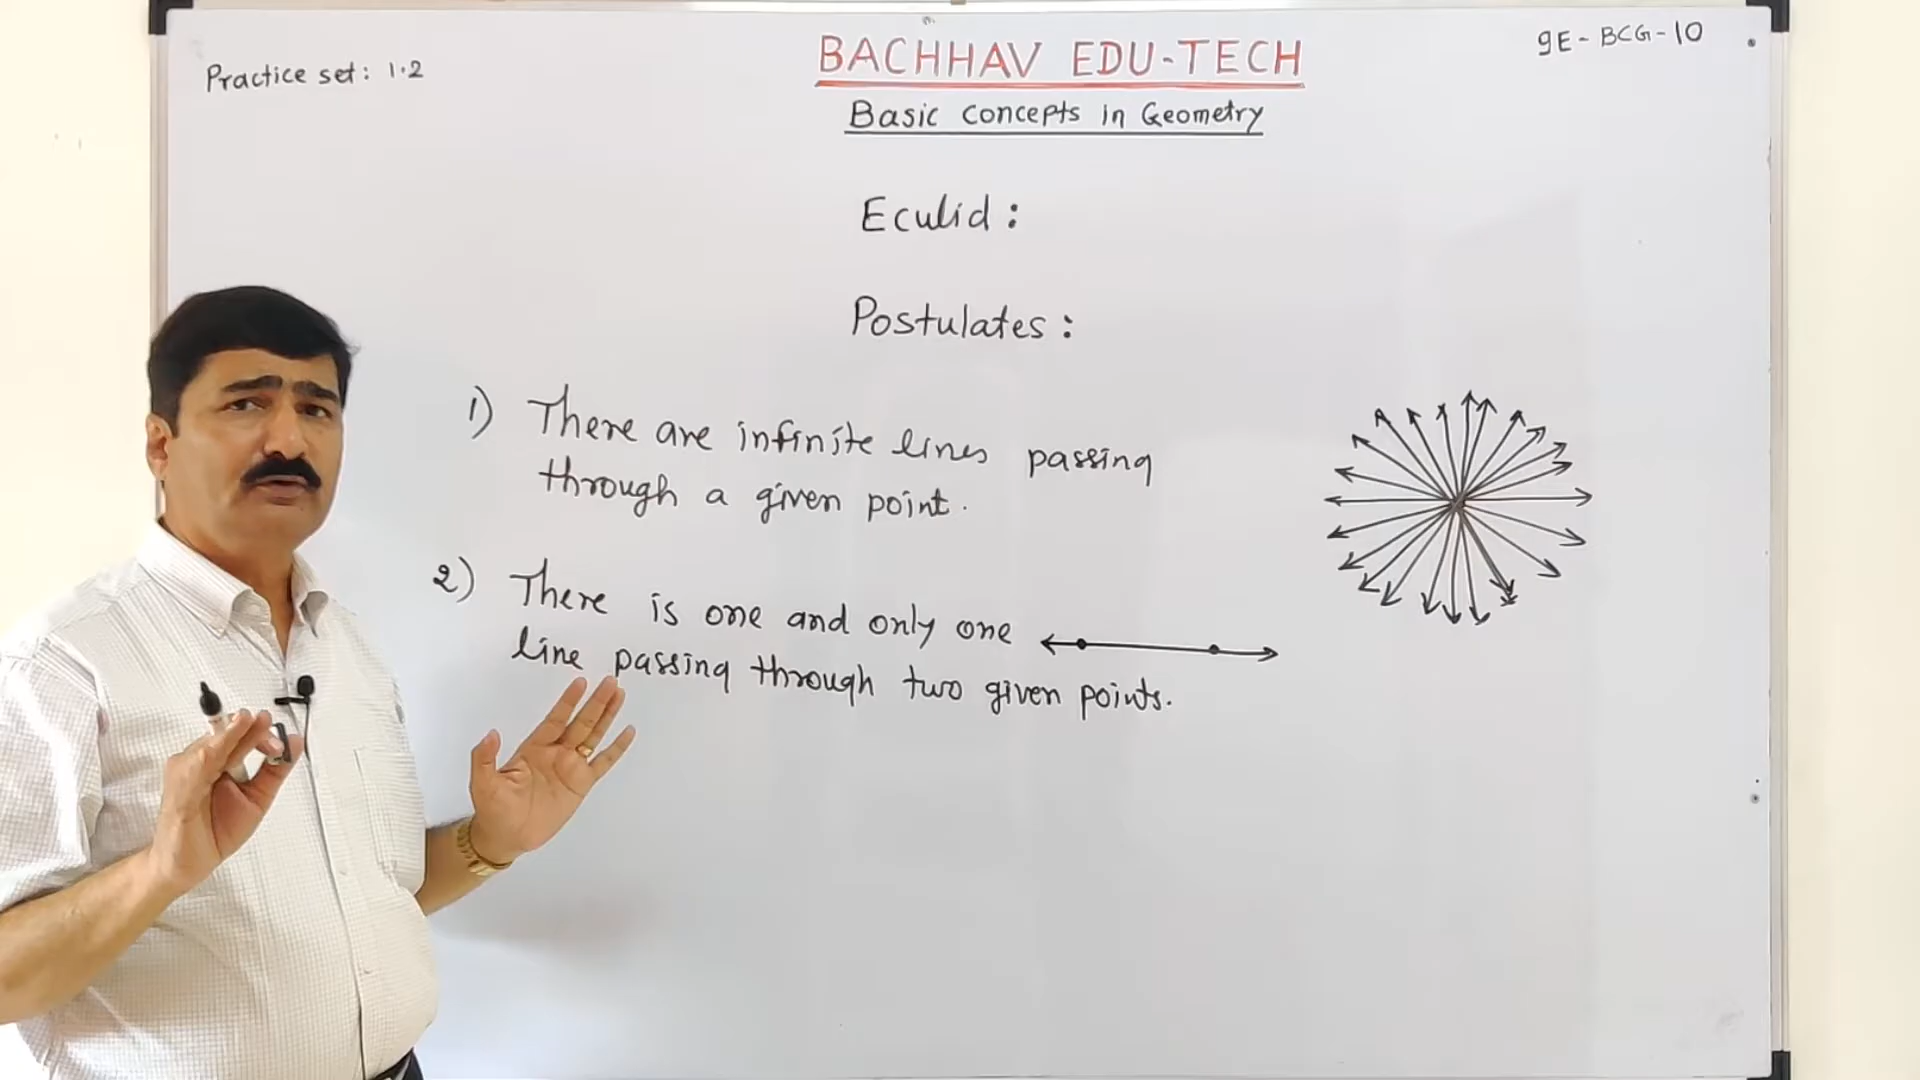 Practice set: 1.2
BACHHAV EDU-TECH
9E-BCG-10
Basic concepts in Geometry
Eculid:
Postulates:
1) There are infinite lines passing
through a given point.
2) There is one and only one
line passing through two given points.